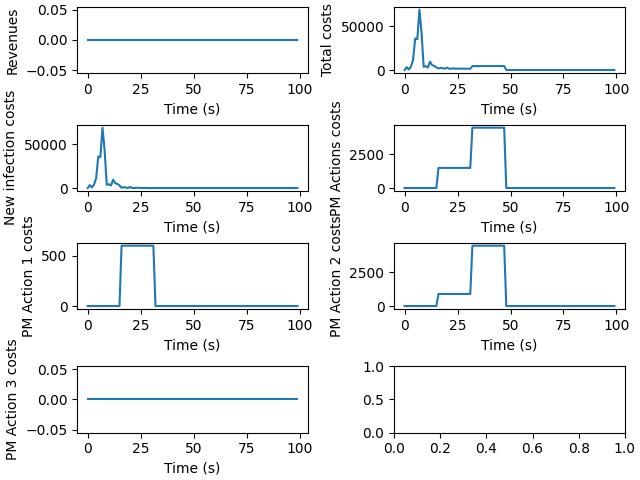 Revenues
0.05
0.00
−0.05
0 25 50 75 100
Time (s)
Total costs
50000
0
0 25 50 75 100
Time (s)
New infection costs
50000
0
0 25 50 75 100
Time (s)
PM Actions costs
2500
0
0 25 50 75 100
Time (s)
PM Action 1 costs
500
0
0 25 50 75 100
Time (s)
PM Action 2 costs
2500
0
0 25 50 75 100
Time (s)
PM Action 3 costs
0.05
0.00
−0.05
0 25 50 75 100
Time (s)
1.0
0.5
0.0
0.0 0.2 0.4 0.6 0.8 1.0